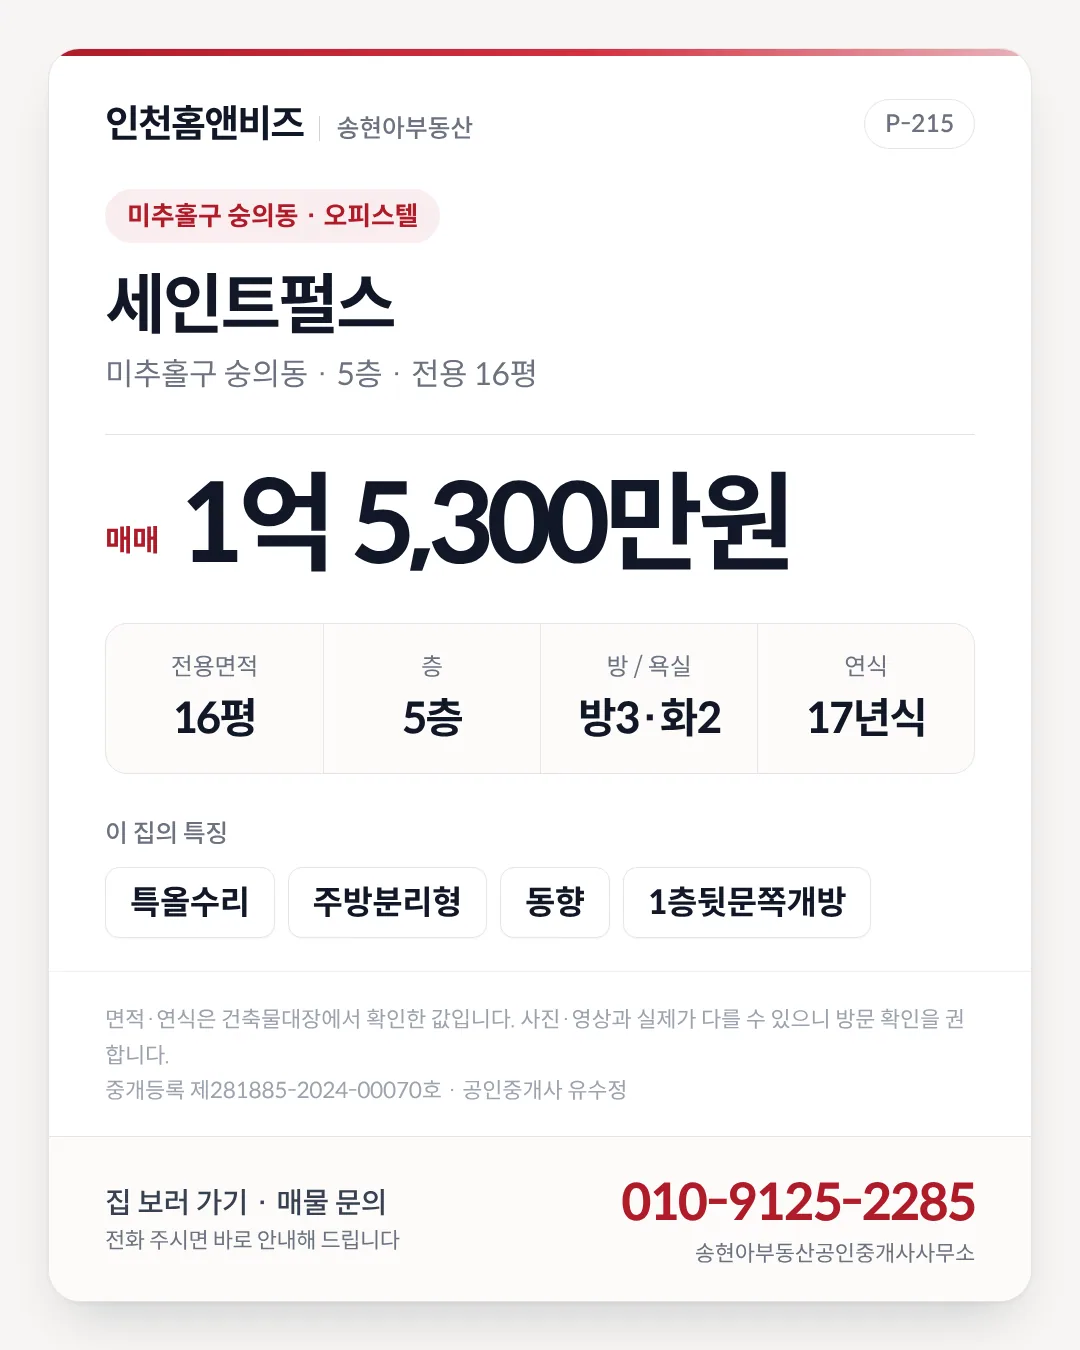 인천홈앤비즈 | 송현아부동산
P-215
미추홀구 숭의동 · 오피스텔
세인트펄스
미추홀구 숭의동 · 5층 · 전용 16평
매매 1억 5,300만원
전용면적
16평
층
5층
방 / 욕실
방3·화2
연식
17년식
이 집의 특징
특올수리
주방분리형
동향
1층뒷문쪽개방
면적·연식은 건축물대장에서 확인한 값입니다. 사진·영상과 실제가 다를 수 있으니 방문 확인을 권
합니다.
중개등록 제281885-2024-00070호 · 공인중개사 유수정
집 보러 가기 · 매물 문의
전화 주시면 바로 안내해 드립니다
010-9125-2285
송현아부동산공인중개사사무소